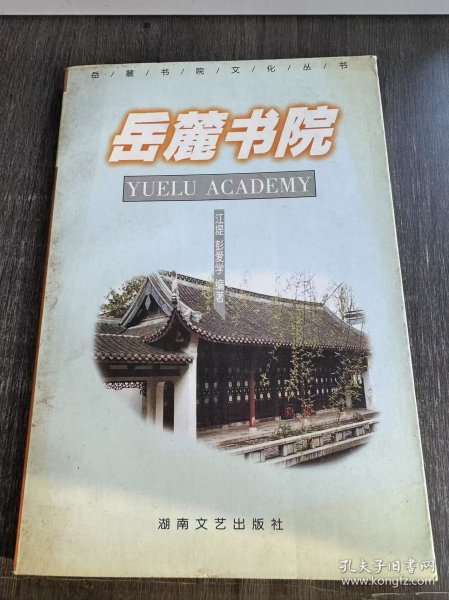 岳/麓/书/院/文/化/丛/书
岳麓书院
YUELU ACADEMY
江堤 彭爱学 编著
湖南文艺出版社
孔夫子旧书网
www.kongfz.com